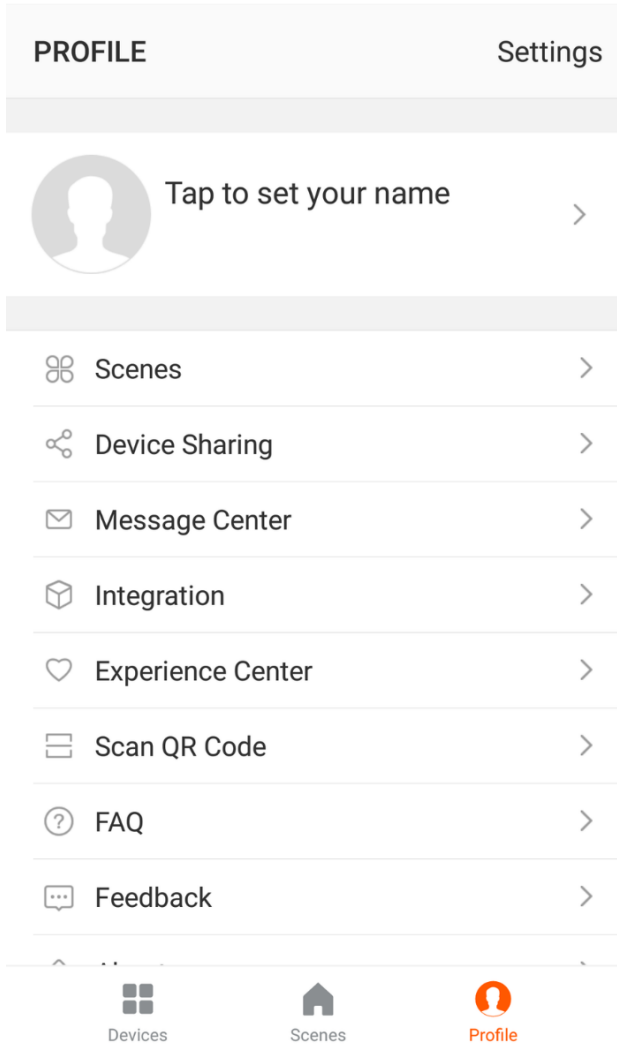 PROFILE Settings
Tap to set your name
Scenes
Device Sharing
Message Center
Integration
Experience Center
Scan QR Code
FAQ
Feedback
Devices Scenes Profile